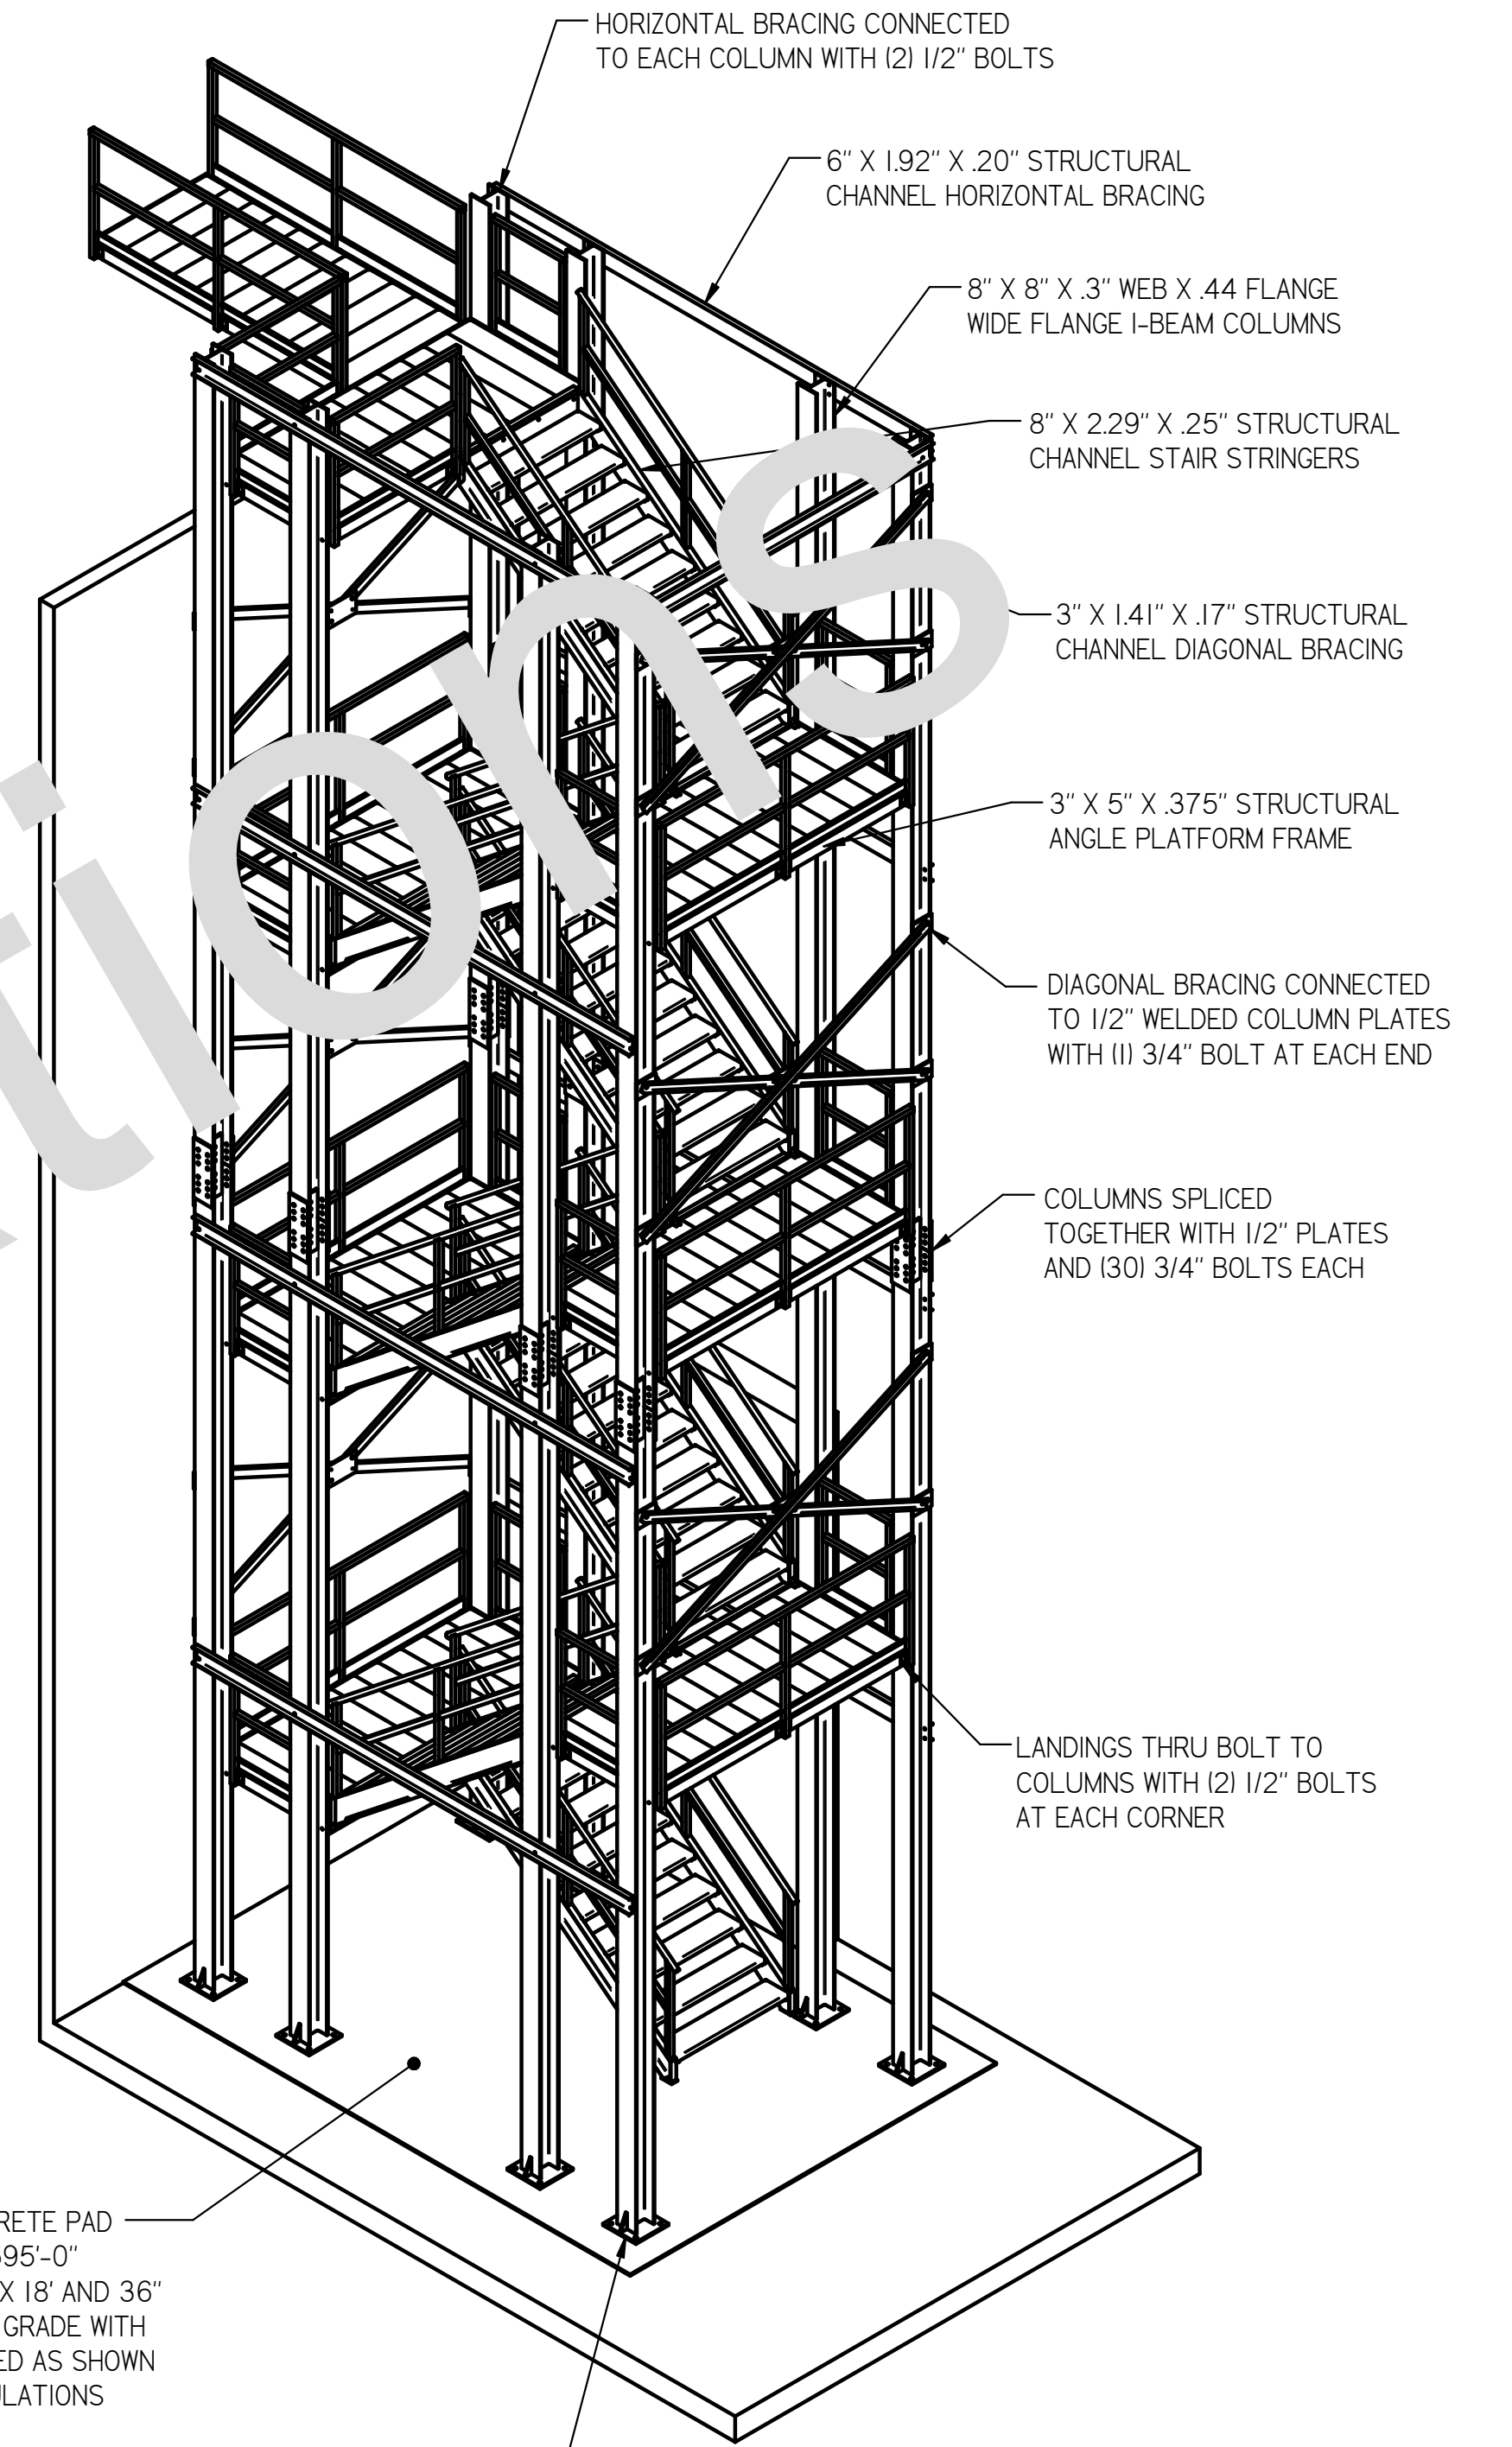 HORIZONTAL BRACING CONNECTED
TO EACH COLUMN WITH (2) 1/2" BOLTS
6" X 1.92" X .20" STRUCTURAL
CHANNEL HORIZONTAL BRACING
8" X 8" X .3" WEB X .44 FLANGE
WIDE FLANGE I-BEAM COLUMNS
8" X 2.29" X .25" STRUCTURAL
CHANNEL STAIR STRINGERS
3" X 1.41" X .17" STRUCTURAL
CHANNEL DIAGONAL BRACING
3" X 5" X .375" STRUCTURAL
ANGLE PLATFORM FRAME
DIAGONAL BRACING CONNECTED
TO 1/2" WELDED COLUMN PLATES
WITH (1) 3/4" BOLT AT EACH END
COLUMNS SPLICED
TOGETHER WITH 1/2" PLATES
AND (30) 3/4" BOLTS EACH
LANDINGS THRU BOLT TO
COLUMNS WITH (2) 1/2" BOLTS
AT EACH CORNER
RETE PAD
595'-0"
X 18' AND 36"
GRADE WITH
ED AS SHOWN
ULATIONS
tions